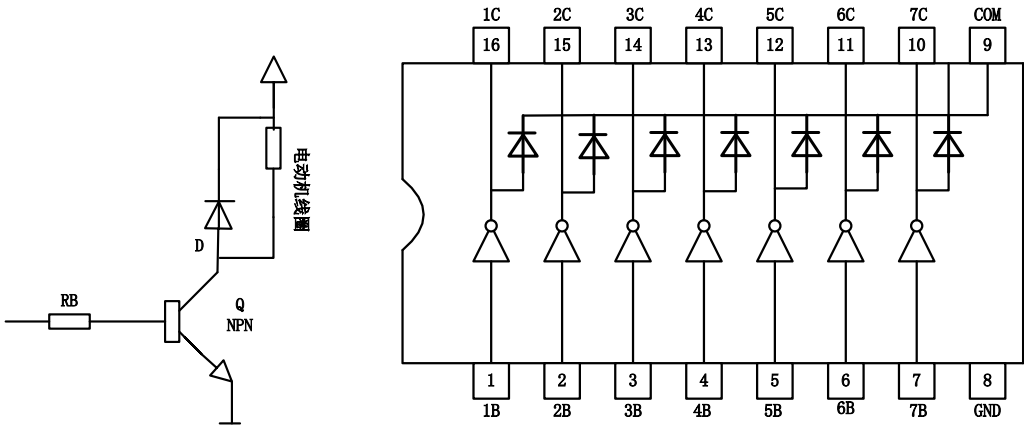 1C 2C 3C 4C 5C 6C 7C COM
16 15 14 13 12 11 10 9
电动机线圈
D
RB
Q
NPN
1 2 3 4 5 6 7 8
1B 2B 3B 4B 5B 6B 7B GND